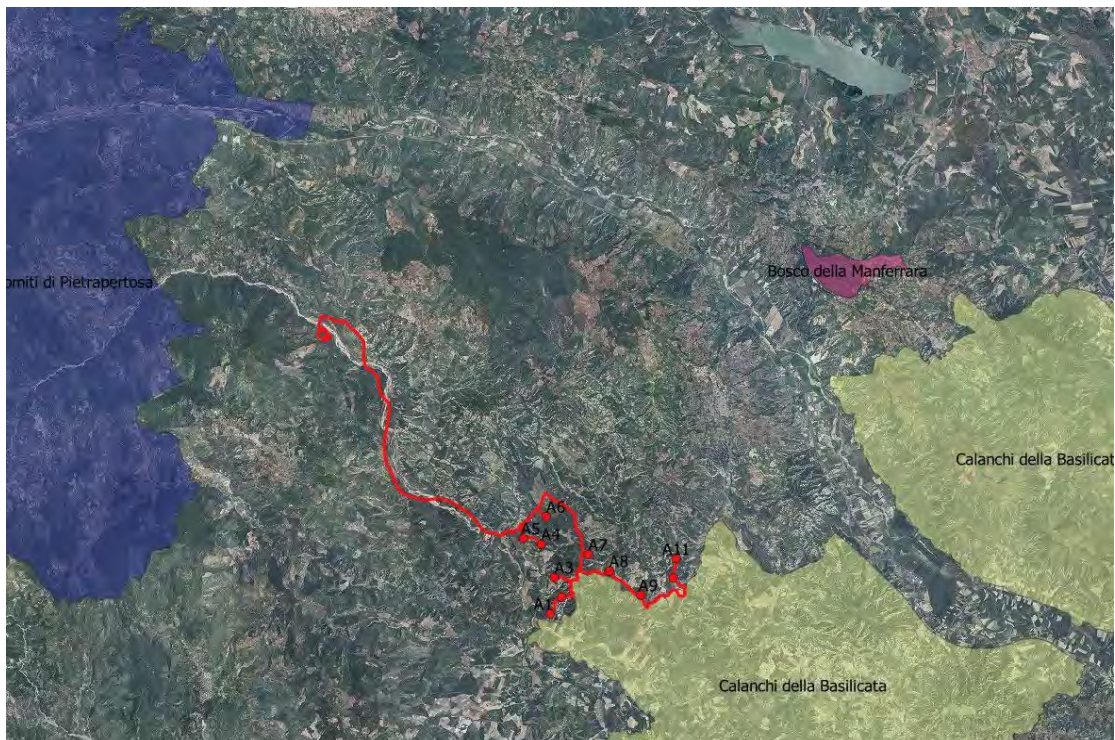 omiti di Pietrapertosa
Bosco della Manferrara
Calanchi della Basilicat
A6
A5
A4
A7
A8
A11
A3
A9
A1
Calanchi della Basilicata